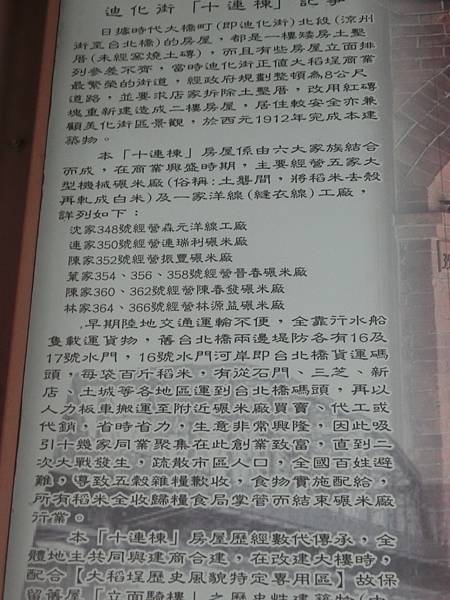 迪化街「十連棟」記事
日據時代大橋町(即迪化街)北段(涼州
街至台北橋)的房屋,都是一樓矮房土墼
厝(未經窯燒土磚),而且有些房屋立面排
列參差不齊,當時迪化街正值大稻埕商業
最繁榮的街道,經政府規劃整頓為8公尺
道路,並要求店家拆除土墼厝,改用紅磚
塊重新建造成二樓房屋,居住較安全亦兼
顧美化街區景觀,於西元1912年完成本建
築物。
本「十連棟」房屋係由六大家族結合
而成,在商業興盛時期,主要經營五家大
型機械碾米廠(俗稱:土礱間,將稻米去殼
再軋成白米)及一家洋線(縫衣線)工廠,
詳列如下:
沈家348號經營森元洋線工廠
連家350號經營連瑞利碾米廠
陳家352號經營振豐碾米廠
葉家354、356、358號經營晉春碾米廠
陳家360、362號經營陳春發碾米廠
林家364、366號經營林源益碾米廠
早期陸地交通運輸不便,全靠行水船
隻載運貨物,舊台北橋兩邊堤防各有16及
17號水門,16號水門河岸即台北橋貨運碼
頭,每袋百斤稻米,有從石門、三芝、新
店、土城等各地區運到台北橋碼頭,再以
人力板車搬運至附近碾米廠買賣、代工或
代銷,省時省力,生意非常興隆,因此吸
引十幾家同業聚集在此創業致富,直到二
次大戰發生,疏散市區人口,全國百姓避
難,導致五穀雜糧歉收,食物實施配給,
所有稻米全收歸糧食局掌管而結束碾米廠
行業。
本「十連棟」房屋歷經數代傳承,全
體地主共同與建商合建,在改建大樓時,
配合【大稻埕歷史風貌特定專用區】故保
留舊屋「立面騎樓」之歷史性建築物(古